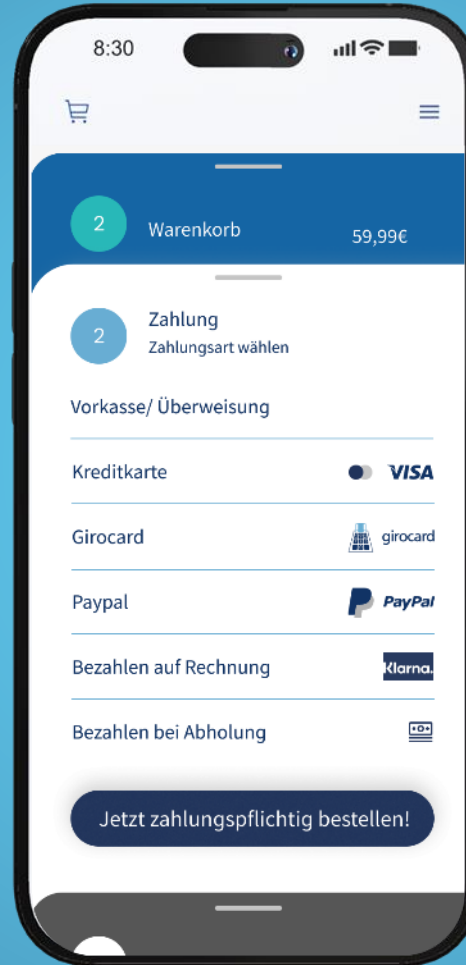 8:30
2
Warenkorb
59,99€
2
Zahlung
Zahlungsart wählen
Vorkasse/ Überweisung
Kreditkarte
VISA
Girocard
girocard
Paypal
PayPal
Bezahlen auf Rechnung
Klarna.
Bezahlen bei Abholung
Jetzt zahlungspflichtig bestellen!